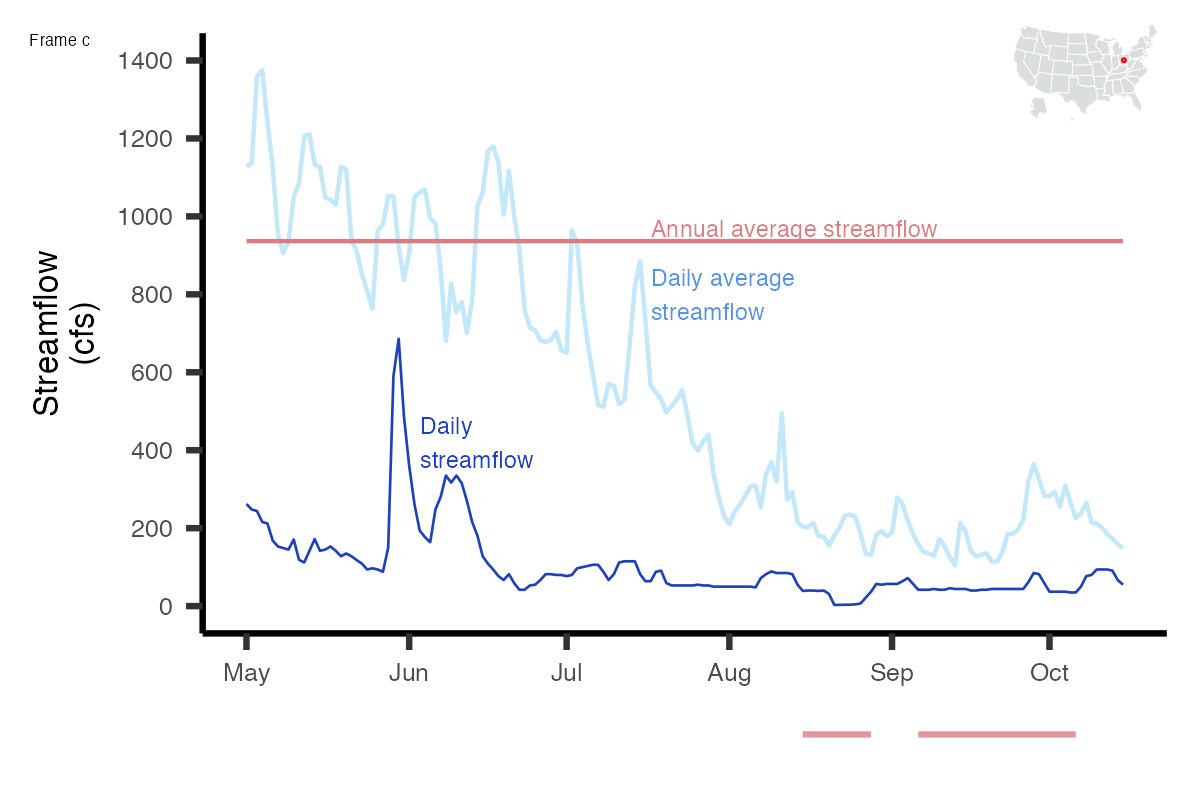 Frame c
1400
1200
1000
800
600
400
200
0
Streamflow
(cfs)
Annual average streamflow
Daily average
streamflow
Daily
streamflow
May
Jun
Jul
Aug
Sep
Oct